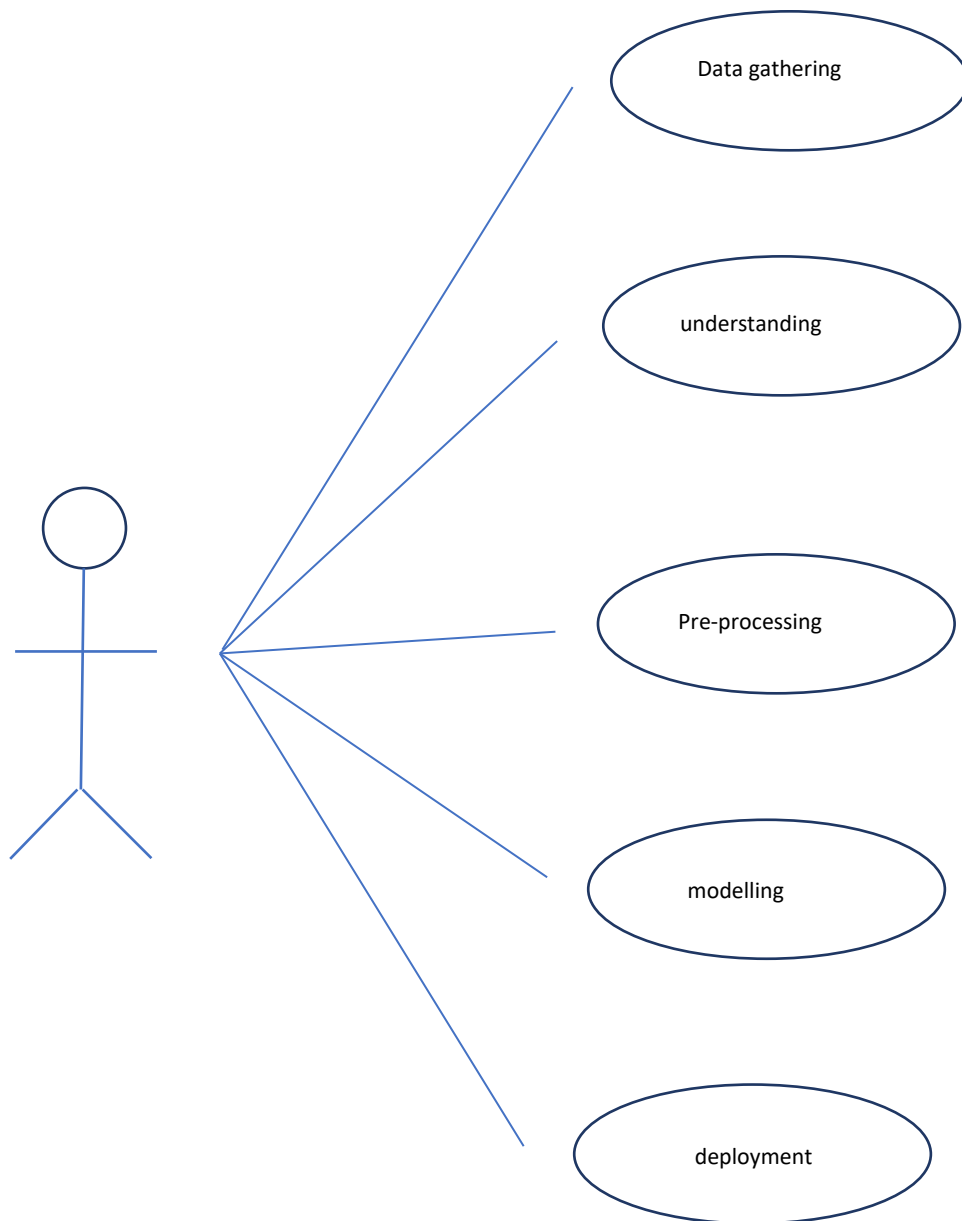 Data gathering
understanding
Pre-processing
modelling
deployment